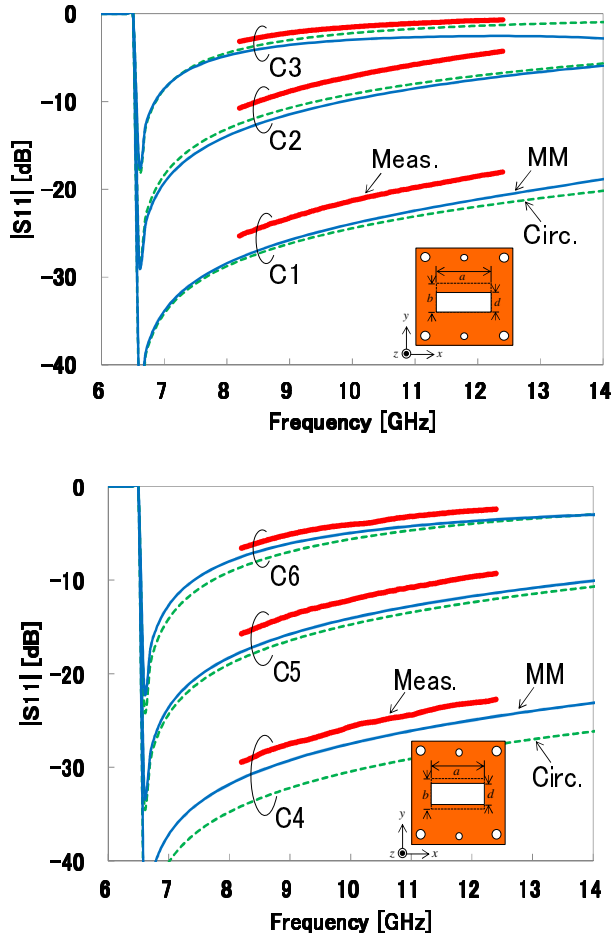 0
−10
−20
−30
−40
|S11| [dB]
C3
C2
Meas.
MM
Circ.
C1
a
b
d
y
z
x
6 7 8 9 10 11 12 13 14
Frequency [GHz]
0
−10
−20
−30
−40
|S11| [dB]
C6
C5
Meas.
MM
Circ.
C4
a
b
d
y
z
x
6 7 8 9 10 11 12 13 14
Frequency [GHz]